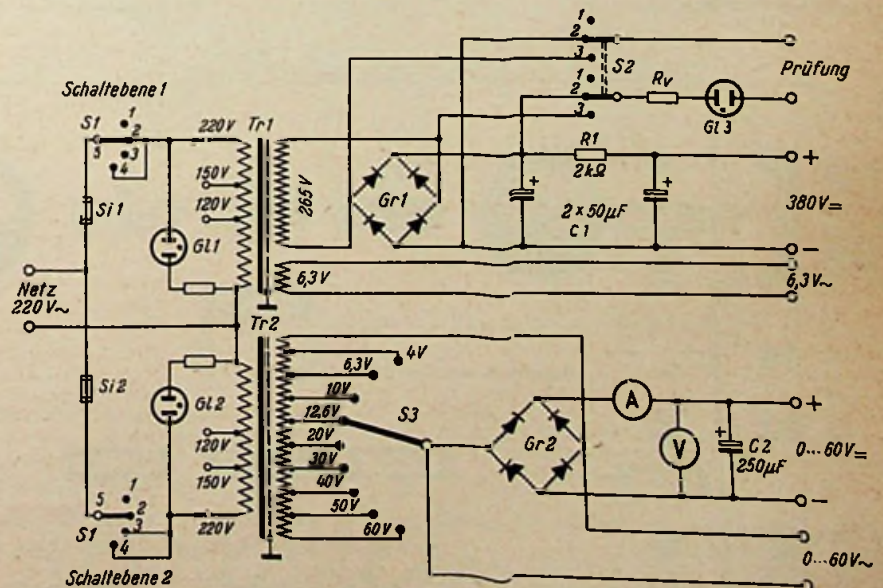 Schaltebene 1
S1
1
2
3
4
5
220V
150V
120V
Si1
Gl1
Netz
220V~
Tr1
265V
6,3V
Gr1
1
2
3
1
2
3
S2
Rv
Gl3
Prüfung
R1
2kΩ
+
+
2×50µF
C1
+
380V=
−
6,3V~
Tr2
Si2
Gl2
120V
150V
220V
1
2
3
4
5
S1
Schaltebene 2
4V
6,3V
10V
12,6V
20V
30V
40V
50V
60V
S3
Gr2
A
V
+
C2
250µF
+
0...60V=
−
0...60V~